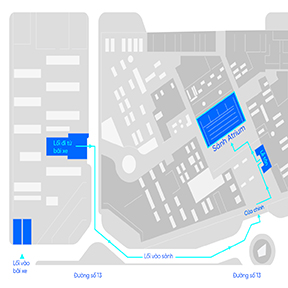 Sảnh Atrium
Lối đi từ
bãi xe
Cửa chính
Lối vào sảnh
Lối vào
bãi xe
Đường số 13
Đường số 13